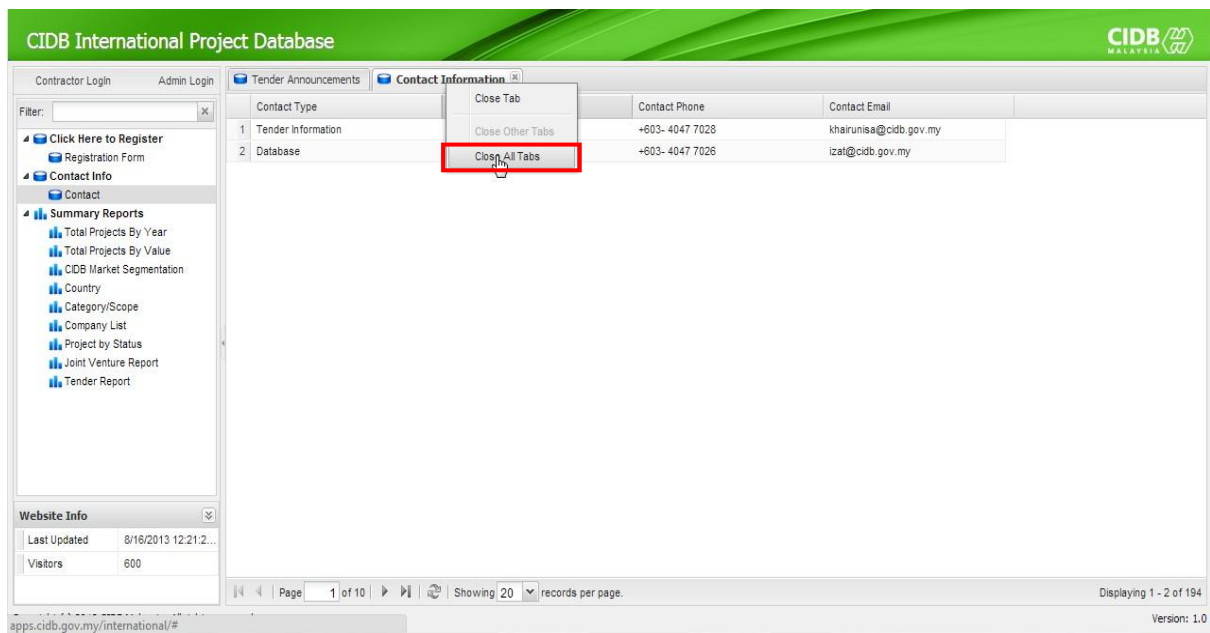 CIDB International Project Database
CIDB
MALAYSIA
Contractor Login Admin Login
Tender Announcements Contact Information
Filter:
Contact Type Contact Phone Contact Email
Close Tab
Close Other Tabs
Close All Tabs
1 Tender Information +603- 4047 7028 khairunisa@cidb.gov.my
2 Database +603- 4047 7026 izat@cidb.gov.my
Click Here to Register
Registration Form
Contact Info
Contact
Summary Reports
Total Projects By Year
Total Projects By Value
CIDB Market Segmentation
Country
Category/Scope
Company List
Project by Status
Joint Venture Report
Tender Report
Website Info
Last Updated 8/16/2013 12:21:2...
Visitors 600
Page 1 of 10 Showing 20 records per page. Displaying 1 - 2 of 194
apps.cidb.gov.my/international/#
Version: 1.0